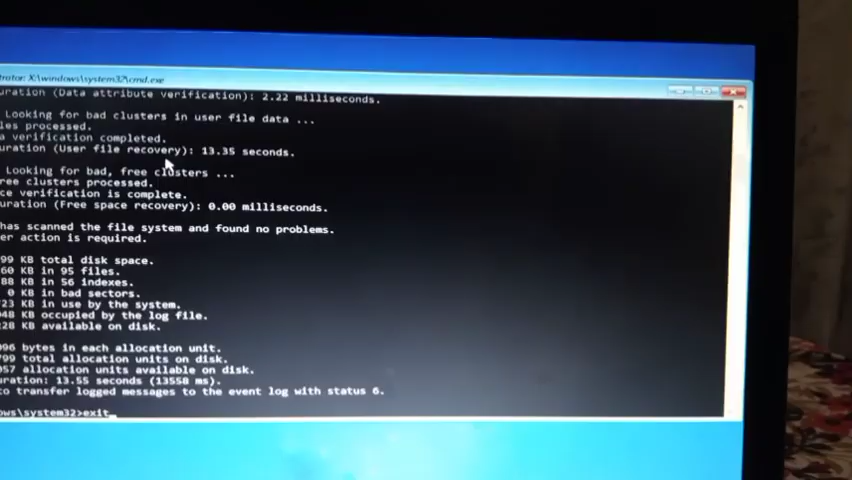 trator: X:\windows\system32\cmd.exe
uration (Data attribute verification): 2.22 milliseconds.
Looking for bad clusters in user file data ...
les processed.
a verification completed.
uration (User file recovery): 13.35 seconds.
Looking for bad, free clusters ...
ree clusters processed.
ce verification is complete.
uration (Free space recovery): 0.00 milliseconds.
has scanned the file system and found no problems.
er action is required.
99 KB total disk space.
60 KB in 95 files.
88 KB in 56 indexes.
0 KB in bad sectors.
723 KB in use by the system.
048 KB occupied by the log file.
228 KB available on disk.
096 bytes in each allocation unit.
799 total allocation units on disk.
057 allocation units available on disk.
uration: 13.55 seconds (13558 ms).
to transfer logged messages to the event log with status 6.
ows\system32>exit_